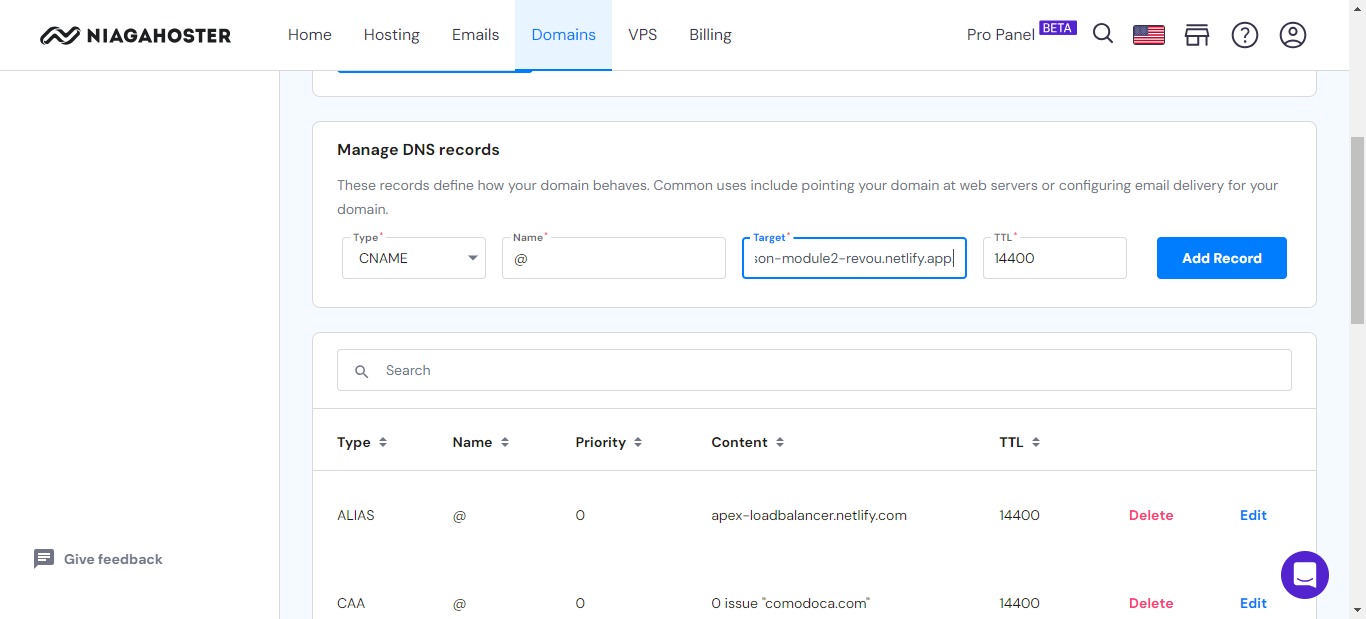 NIAGAHOSTER
Home Hosting Emails Domains VPS Billing Pro Panel BETA
Manage DNS records
These records define how your domain behaves. Common uses include pointing your domain at web servers or configuring email delivery for your
domain.
Type* Name* Target* TTL*
CNAME @ son-module2-revou.netlify.app 14400 Add Record
Search
Type Name Priority Content TTL
ALIAS @ 0 apex-loadbalancer.netlify.com 14400 Delete Edit
Give feedback
CAA @ 0 0 issue "comodoca.com" 14400 Delete Edit